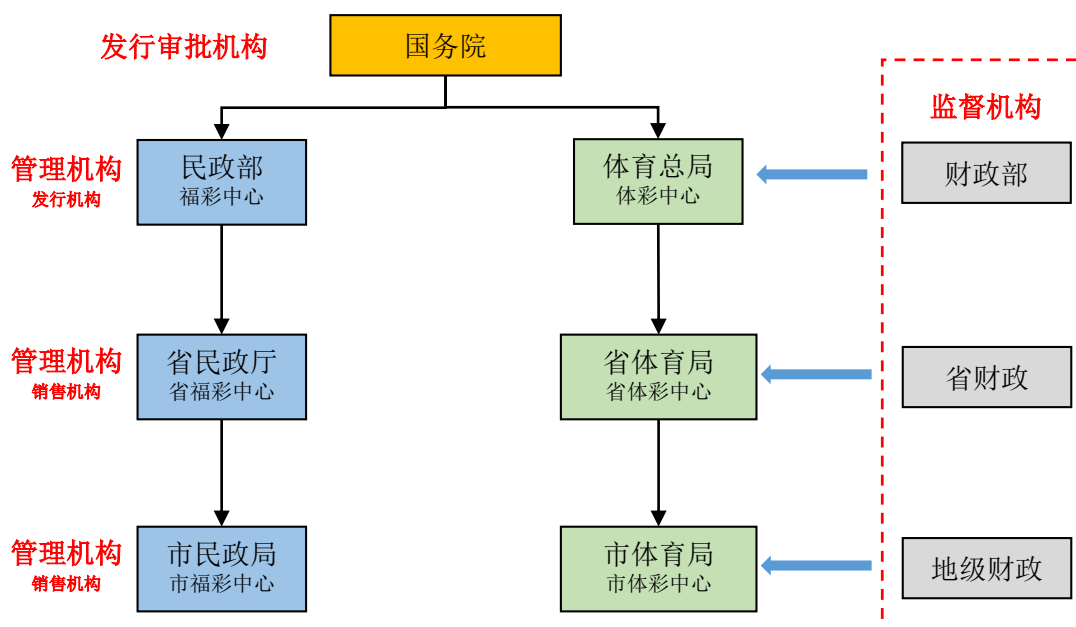 发行审批机构
国务院
监督机构
管理机构
发行机构
民政部
福彩中心
体育总局
体彩中心
财政部
管理机构
销售机构
省民政厅
省福彩中心
省体育局
省体彩中心
省财政
管理机构
销售机构
市民政局
市福彩中心
市体育局
市体彩中心
地级财政